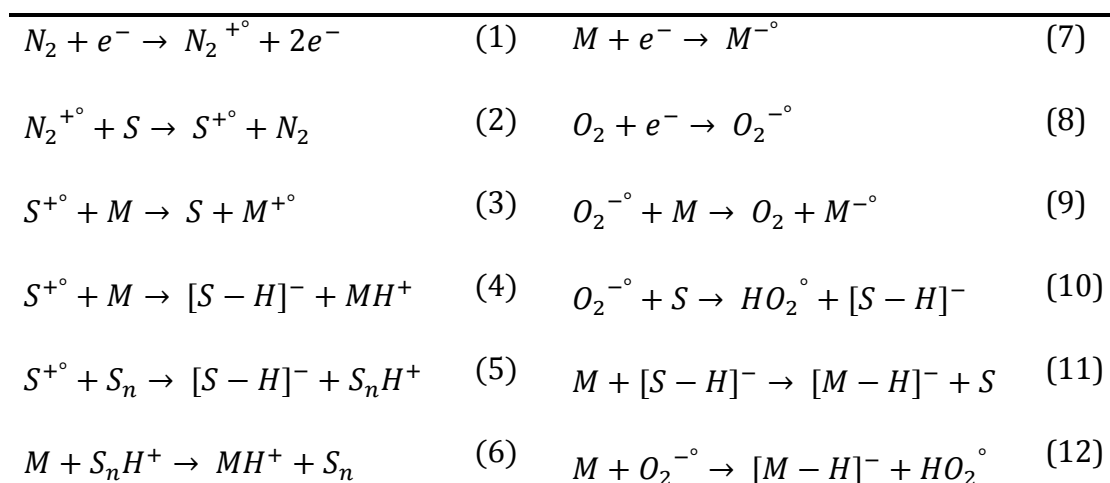 N₂ + e⁻ → N₂⁺° + 2e⁻ (1) M + e⁻ → M⁻° (7)
N₂⁺° + S → S⁺° + N₂ (2) O₂ + e⁻ → O₂⁻° (8)
S⁺° + M → S + M⁺° (3) O₂⁻° + M → O₂ + M⁻° (9)
S⁺° + M → [S − H]⁻ + MH⁺ (4) O₂⁻° + S → HO₂° + [S − H]⁻ (10)
S⁺° + Sₙ → [S − H]⁻ + SₙH⁺ (5) M + [S − H]⁻ → [M − H]⁻ + S (11)
M + SₙH⁺ → MH⁺ + Sₙ (6) M + O₂⁻° → [M − H]⁻ + HO₂° (12)